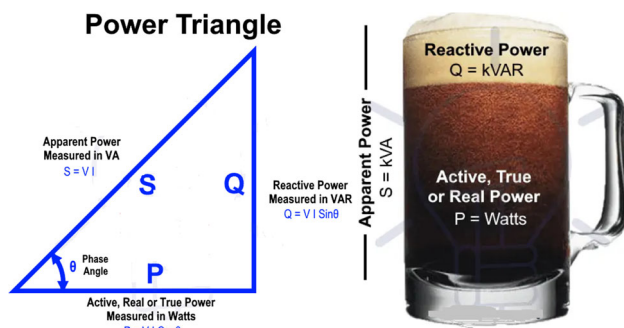 Power Triangle
Apparent Power
Measured in VA
S = V I
S
Q
Reactive Power
Measured in VAR
Q = V I Sinθ
θ
Phase
Angle
P
Active, Real or True Power
Measured in Watts
Reactive Power
Q = kVAR
Apparent Power
S = kVA
Active, True
or Real Power
P = Watts